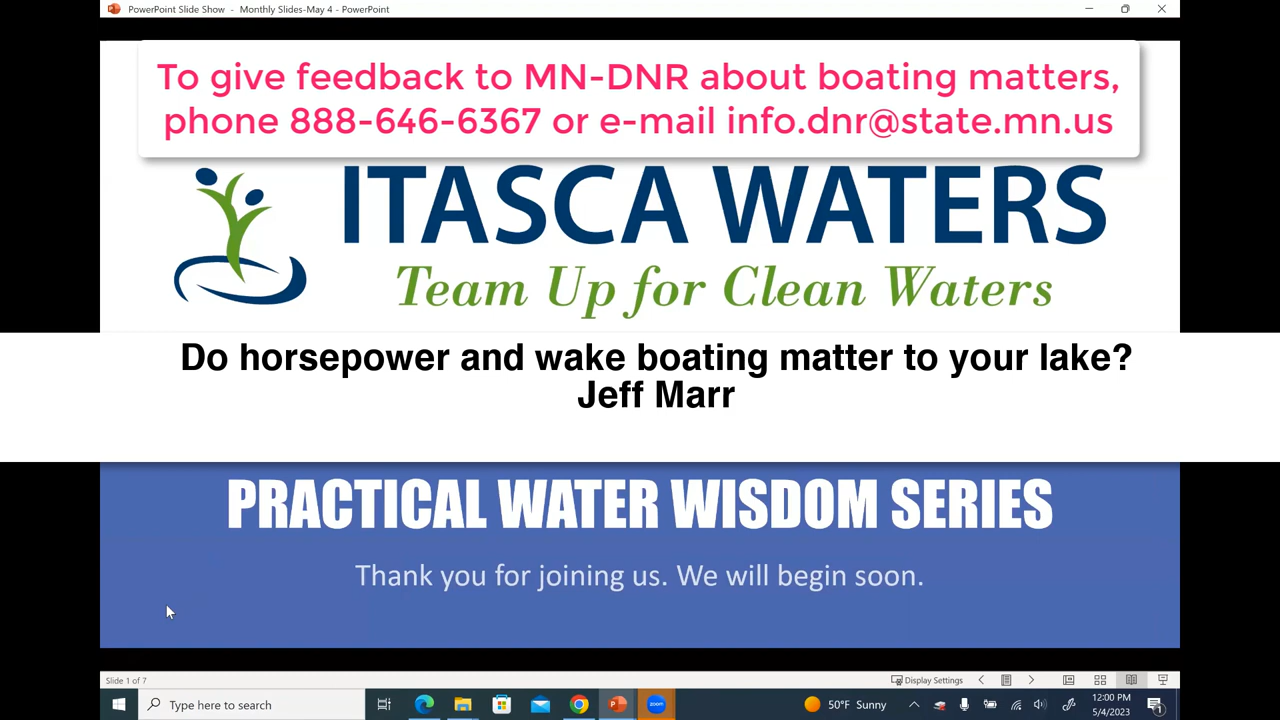 PowerPoint Slide Show - Monthly Slides-May 4 - PowerPoint
To give feedback to MN-DNR about boating matters,
phone 888-646-6367 or e-mail info.dnr@state.mn.us
ITASCA WATERS
Team Up for Clean Waters
Do horsepower and wake boating matter to your lake?
Jeff Marr
PRACTICAL WATER WISDOM SERIES
Thank you for joining us. We will begin soon.
Slide 1 of 7
Display Settings
Type here to search
zoom
50°F Sunny
12:00 PM
5/4/2023
1